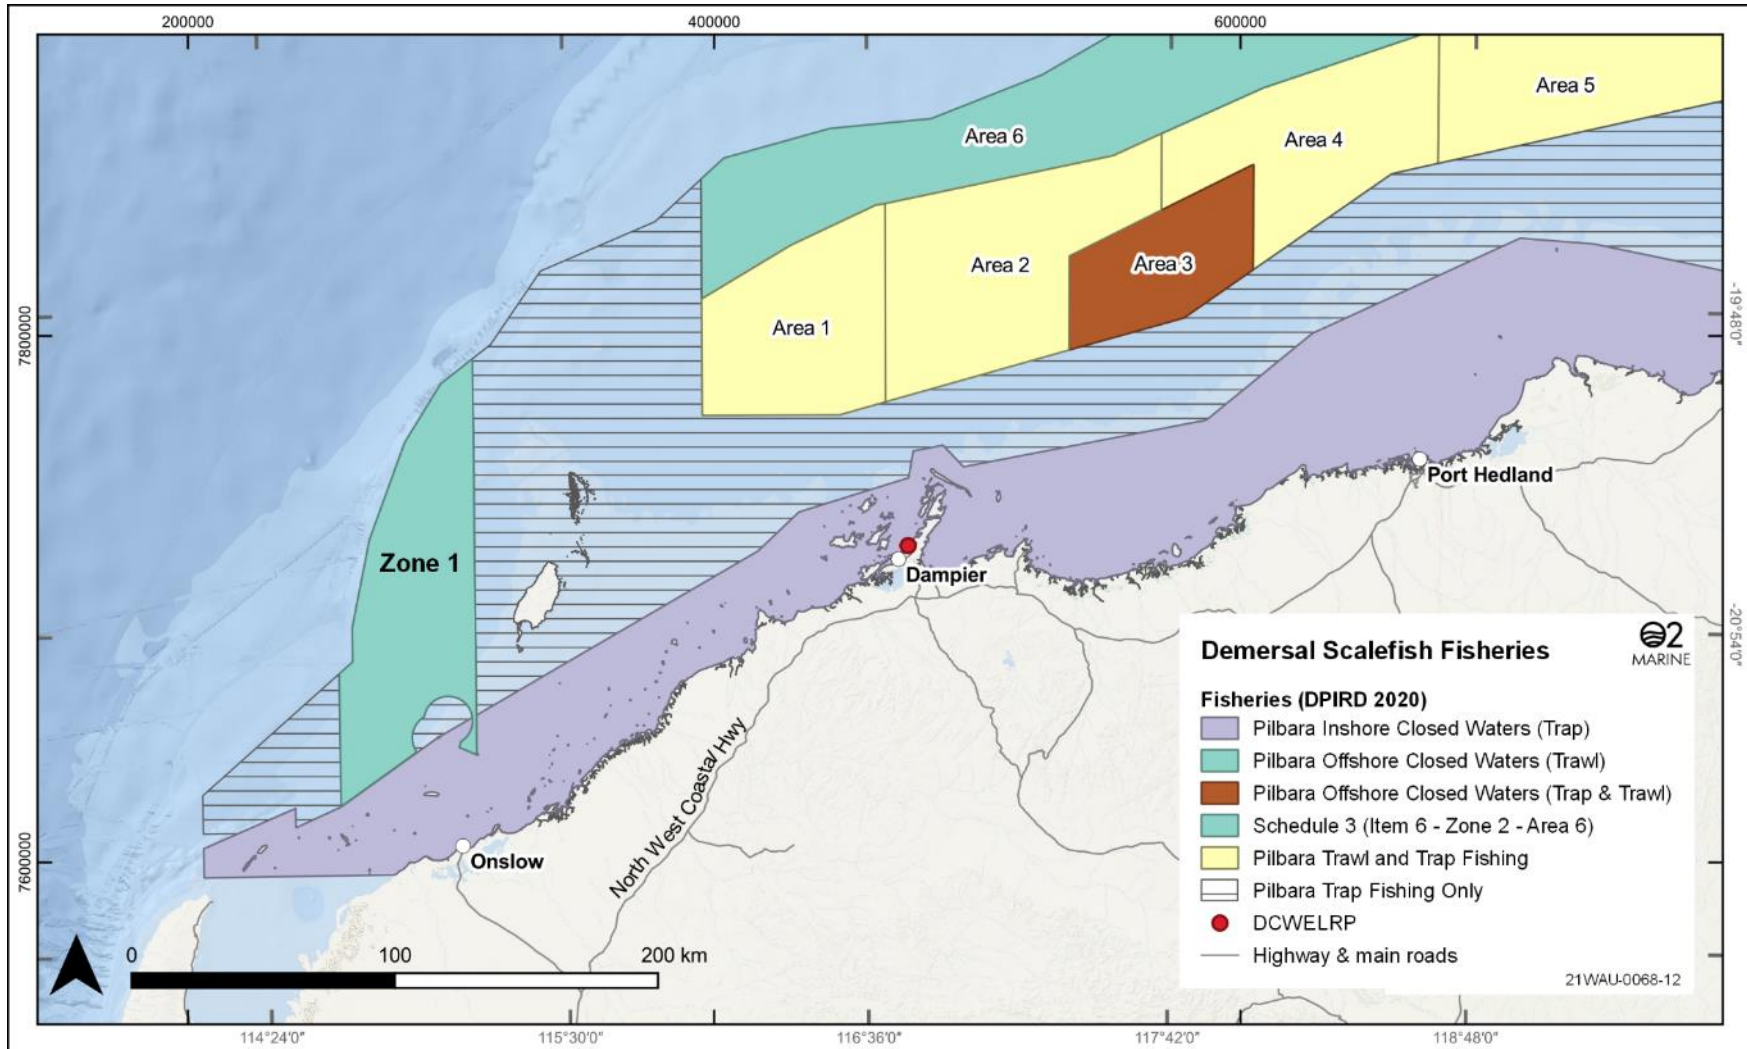 200000
400000
600000
Area 5
Area 6
Area 4
Area 2
Area 3
Area 1
7800000
-19°48'0"
Zone 1
Port Hedland
Dampier
-20°54'0"
North West Coastal Hwy
Onslow
7600000
0
100
200 km
Demersal Scalefish Fisheries
O2
MARINE
Fisheries (DPIRD 2020)
Pilbara Inshore Closed Waters (Trap)
Pilbara Offshore Closed Waters (Trawl)
Pilbara Offshore Closed Waters (Trap & Trawl)
Schedule 3 (Item 6 - Zone 2 - Area 6)
Pilbara Trawl and Trap Fishing
Pilbara Trap Fishing Only
DCWELRP
Highway & main roads
21WAU-0068-12
114°24'0"
115°30'0"
116°36'0"
117°42'0"
118°48'0"